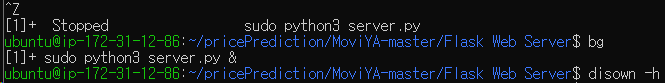 ^Z
[1]+  Stopped                 sudo python3 server.py
ubuntu@ip-172-31-12-86:~/pricePrediction/MoviYA-master/Flask Web Server$ bg
[1]+ sudo python3 server.py &
ubuntu@ip-172-31-12-86:~/pricePrediction/MoviYA-master/Flask Web Server$ disown -h